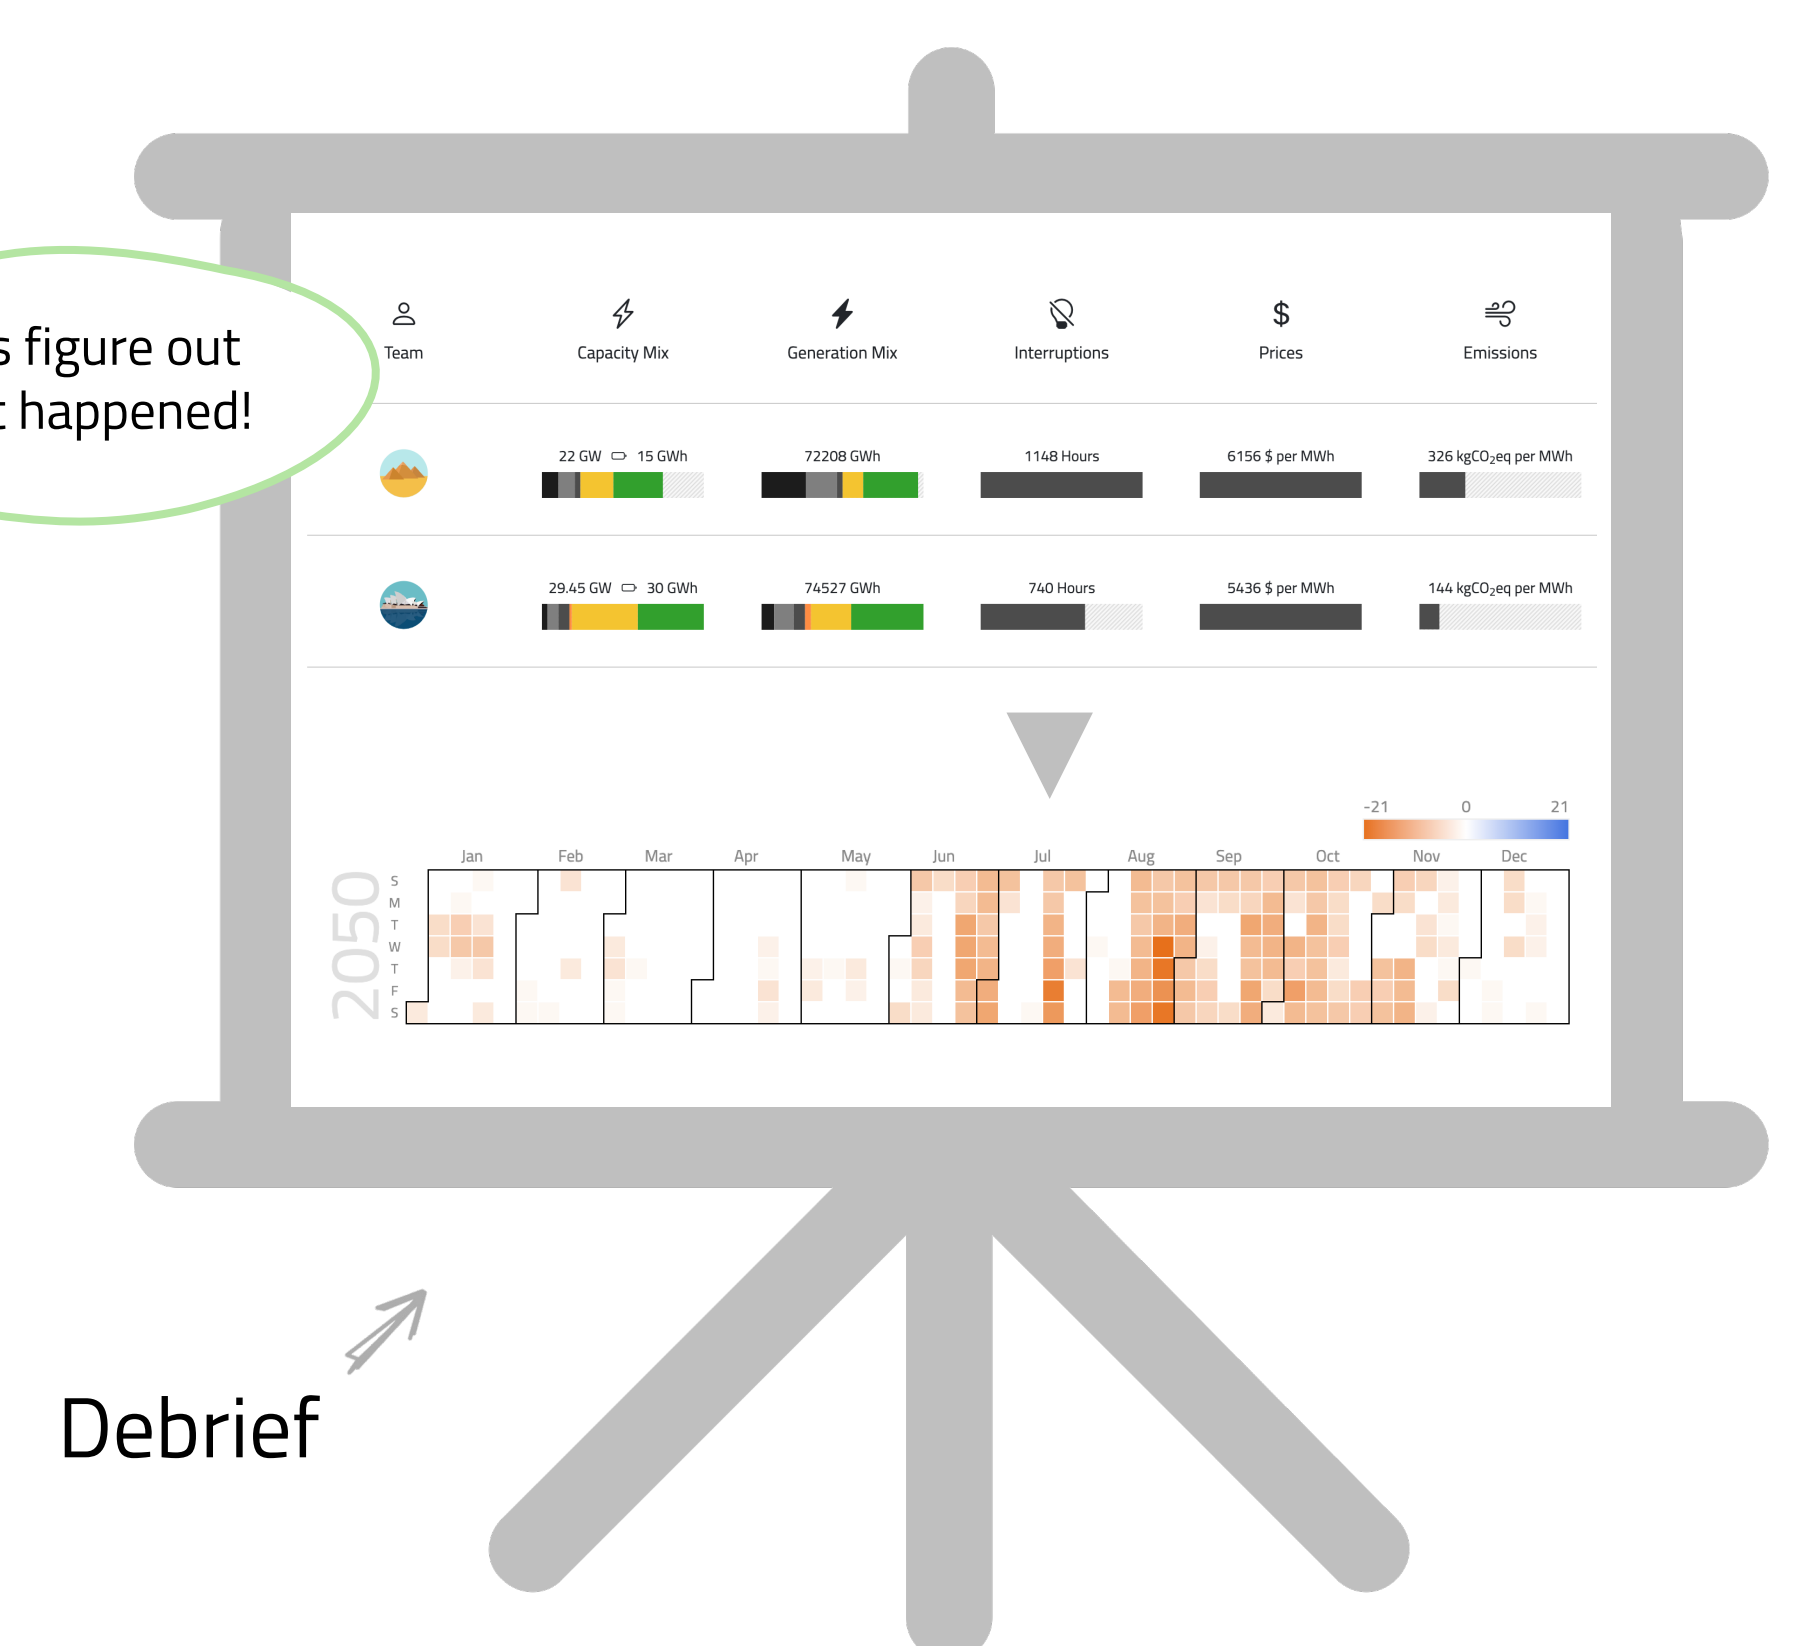 s figure out
t happened!
Team
Capacity Mix
Generation Mix
Interruptions
$
Prices
Emissions
22 GW 15 GWh
72208 GWh
1148 Hours
6156 $ per MWh
326 kgCO₂eq per MWh
29.45 GW 30 GWh
74527 GWh
740 Hours
5436 $ per MWh
144 kgCO₂eq per MWh
-21 0 21
Jan Feb Mar Apr May Jun Jul Aug Sep Oct Nov Dec
2050
S
M
T
W
T
F
S
Debrief